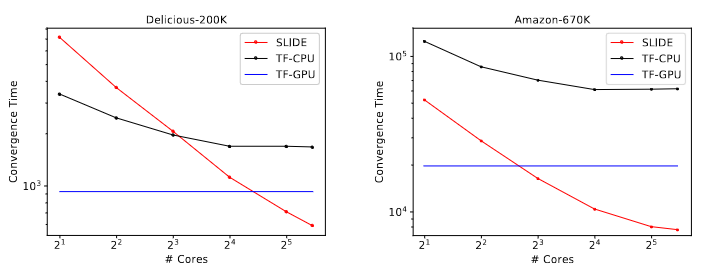 Delicious-200K
Convergence Time
10³
SLIDE
TF-CPU
TF-GPU
2¹ 2² 2³ 2⁴ 2⁵
# Cores
Amazon-670K
Convergence Time
10⁵
10⁴
SLIDE
TF-CPU
TF-GPU
2¹ 2² 2³ 2⁴ 2⁵
# Cores